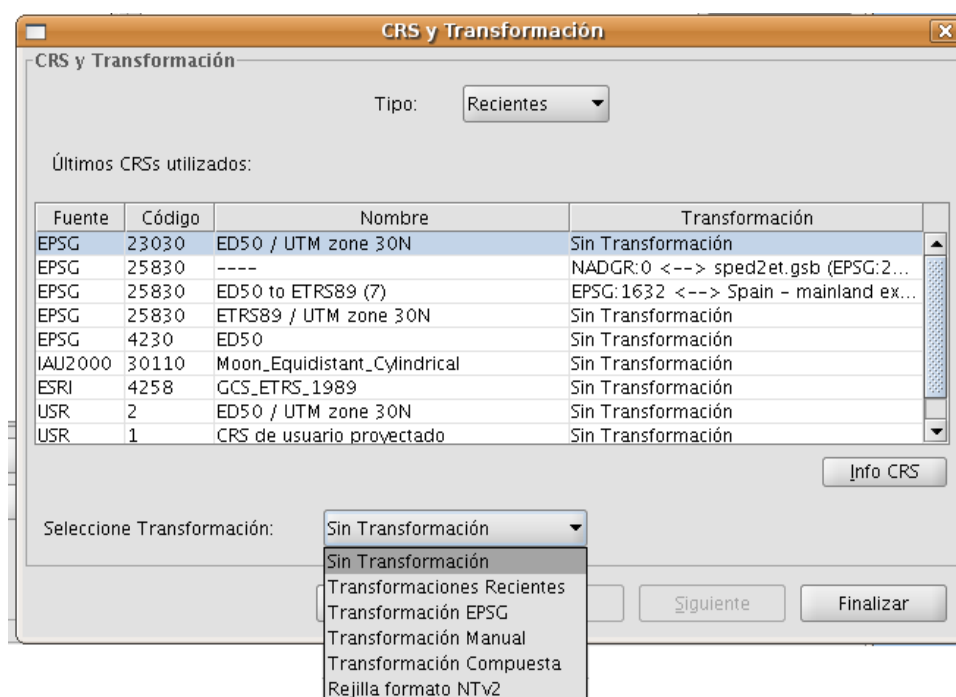 CRS y Transformación
CRS y Transformación
Tipo: Recientes
Últimos CRSs utilizados:
Fuente Código Nombre Transformación
EPSG 23030 ED50 / UTM zone 30N Sin Transformación
EPSG 25830 ---- NADGR:0 <--> sped2et.gsb (EPSG:2...
EPSG 25830 ED50 to ETRS89 (7) EPSG:1632 <--> Spain - mainland ex...
EPSG 25830 ETRS89 / UTM zone 30N Sin Transformación
EPSG 4230 ED50 Sin Transformación
IAU2000 30110 Moon_Equidistant_Cylindrical Sin Transformación
ESRI 4258 GCS_ETRS_1989 Sin Transformación
USR 2 ED50 / UTM zone 30N Sin Transformación
USR 1 CRS de usuario proyectado Sin Transformación
Info CRS
Seleccione Transformación: Sin Transformación
Sin Transformación
Transformaciones Recientes
Transformación EPSG
Transformación Manual
Transformación Compuesta
Rejilla formato NTv2
Siguiente Finalizar